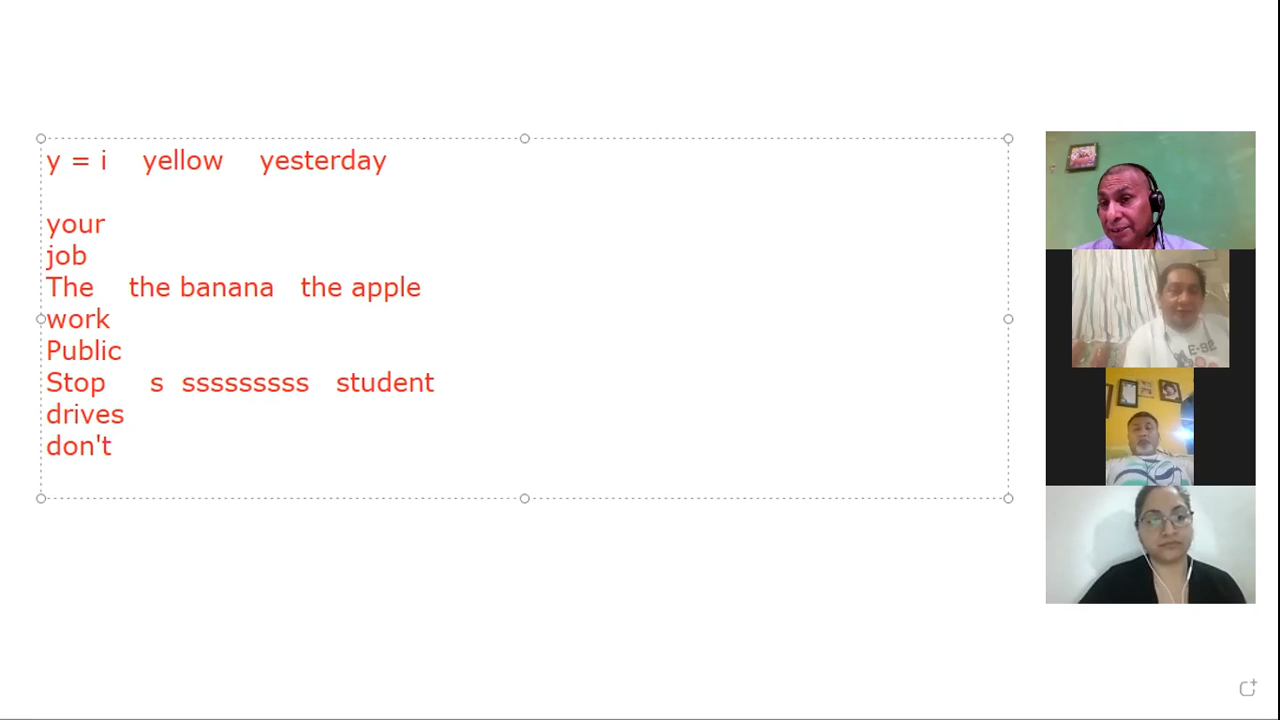 y = i yellow yesterday
your
job
The the banana the apple
work
Public
Stop s sssssssss student
drives
don't